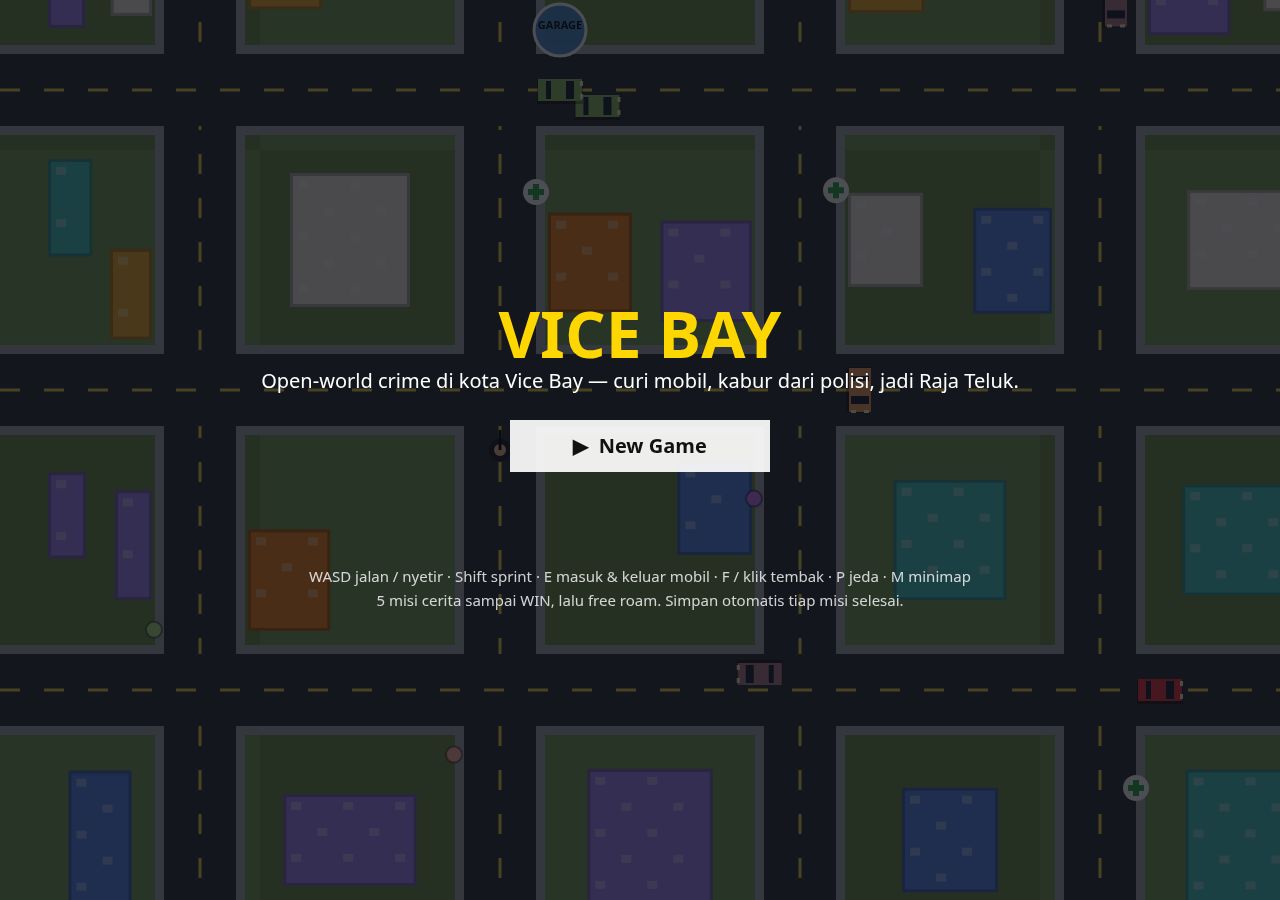 GARAGE
VICE BAY
Open-world crime di kota Vice Bay — curi mobil, kabur dari polisi, jadi Raja Teluk.
▶ New Game
WASD jalan / nyetir · Shift sprint · E masuk & keluar mobil · F / klik tembak · P jeda · M minimap
5 misi cerita sampai WIN, lalu free roam. Simpan otomatis tiap misi selesai.